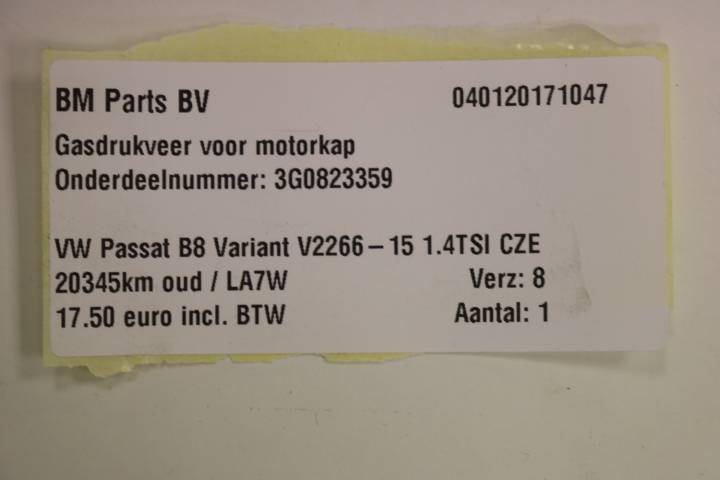 BM Parts BV 040120171047
Gasdrukveer voor motorkap
Onderdeelnummer: 3G0823359
VW Passat B8 Variant V2266-15 1.4TSI CZE
20345km oud / LA7W Verz: 8
17.50 euro incl. BTW Aantal: 1